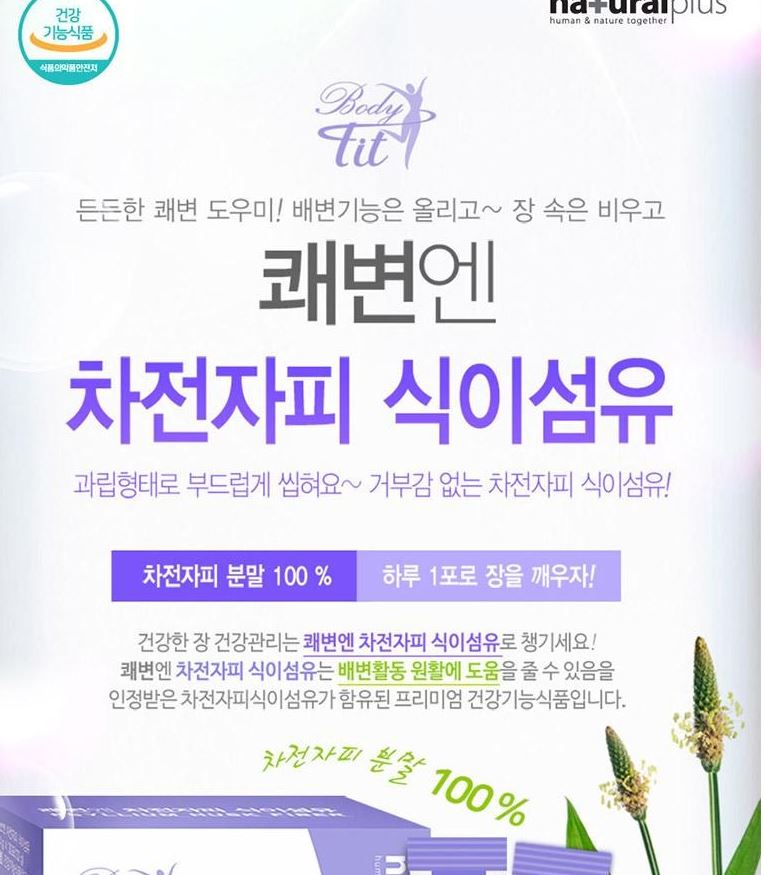 건강
기능식품
식품의약품안전처
naturalplus
human & nature together
Body
fit
든든한 쾌변 도우미! 배변기능은 올리고~ 장 속은 비우고
쾌변엔
차전자피 식이섬유
과립형태로 부드럽게 씹혀요~ 거부감 없는 차전자피 식이섬유!
차전자피 분말 100 % 하루 1포로 장을 깨우자!
건강한 장 건강관리는 쾌변엔 차전자피 식이섬유로 챙기세요!
쾌변엔 차전자피 식이섬유는 배변활동 원활에 도움을 줄 수 있음을
인정받은 차전자피식이섬유가 함유된 프리미엄 건강기능식품입니다.
차전자피 분말 100%
차전자피 식이섬유